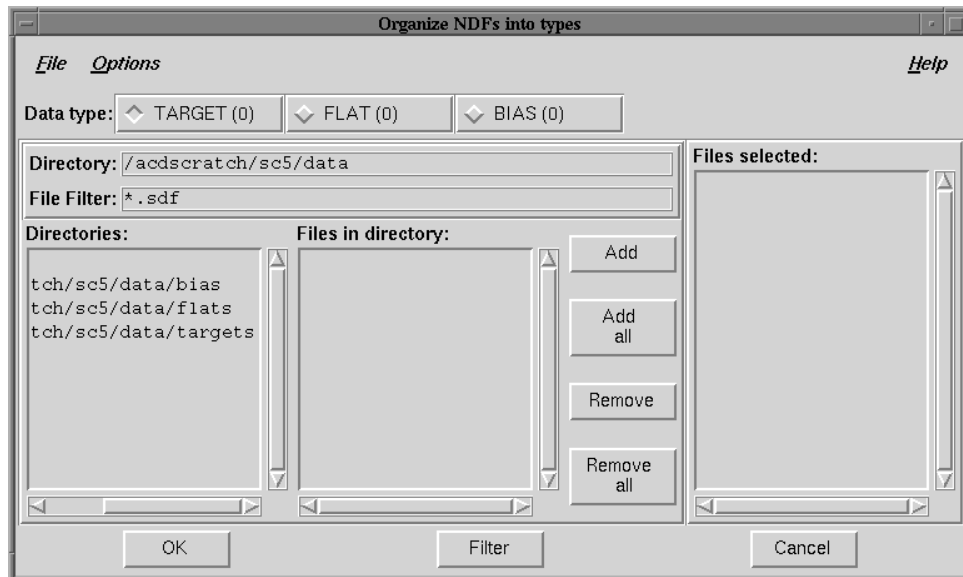 Organize NDFs into types
File Options Help
Data type: TARGET (0) FLAT (0) BIAS (0)
Directory: /acdscratch/sc5/data
File Filter: *.sdf
Directories:
tch/sc5/data/bias
tch/sc5/data/flats
tch/sc5/data/targets
Files in directory:
Add
Add
all
Remove
Remove
all
Files selected:
OK Filter Cancel